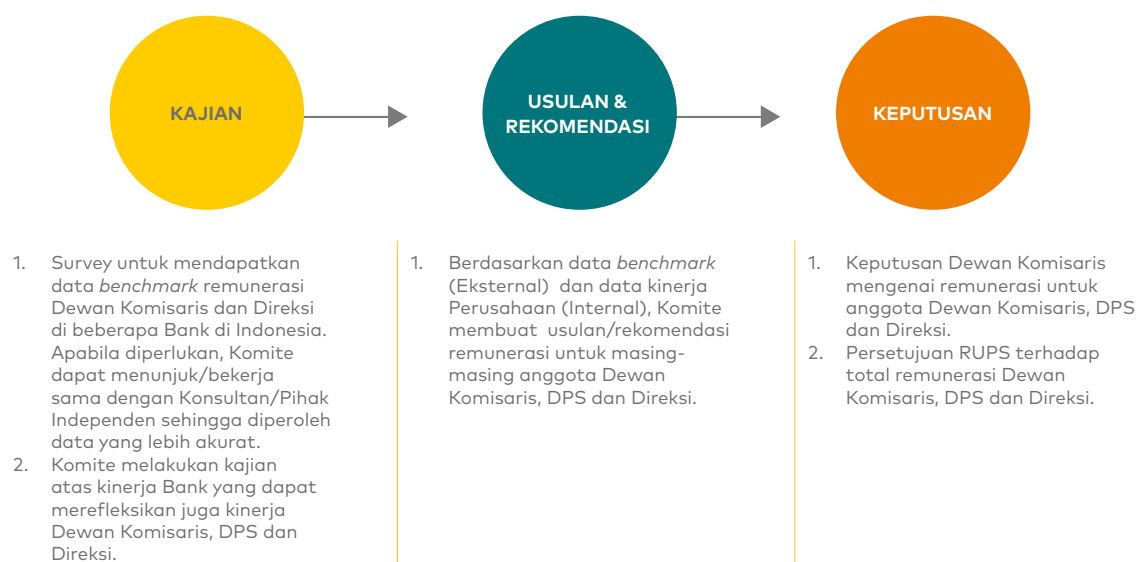 KAJIAN
USULAN &
REKOMENDASI
KEPUTUSAN
1. Survey untuk mendapatkan
data benchmark remunerasi
Dewan Komisaris dan Direksi
di beberapa Bank di Indonesia.
Apabila diperlukan, Komite
dapat menunjuk/bekerja
sama dengan Konsultan/Pihak
Independen sehingga diperoleh
data yang lebih akurat.
2. Komite melakukan kajian
atas kinerja Bank yang dapat
merefleksikan juga kinerja
Dewan Komisaris, DPS dan
Direksi.
1. Berdasarkan data benchmark
(Eksternal) dan data kinerja
Perusahaan (Internal), Komite
membuat usulan/rekomendasi
remunerasi untuk masing-
masing anggota Dewan
Komisaris, DPS dan Direksi.
1. Keputusan Dewan Komisaris
mengenai remunerasi untuk
anggota Dewan Komisaris, DPS
dan Direksi.
2. Persetujuan RUPS terhadap
total remunerasi Dewan
Komisaris, DPS dan Direksi.